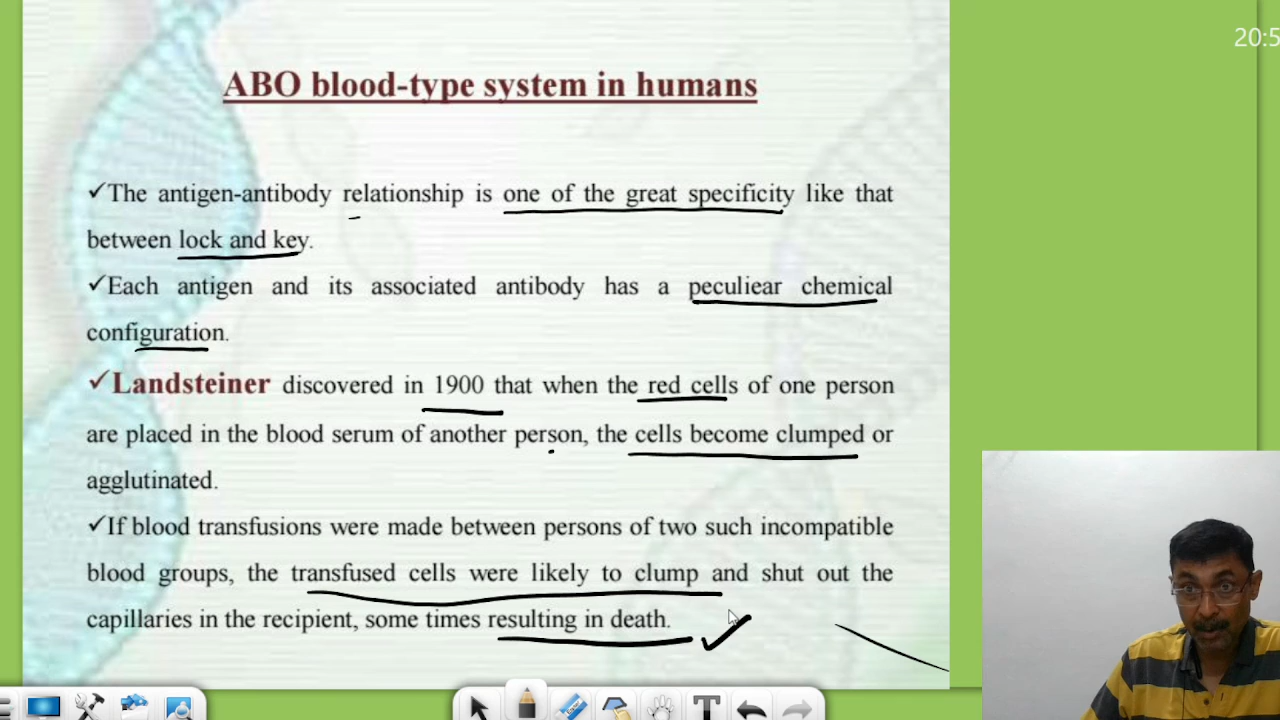 20:5
ABO blood-type system in humans
✓The antigen-antibody relationship is one of the great specificity like that
between lock and key.
✓Each antigen and its associated antibody has a peculiear chemical
configuration.
✓Landsteiner discovered in 1900 that when the red cells of one person
are placed in the blood serum of another person, the cells become clumped or
agglutinated.
✓If blood transfusions were made between persons of two such incompatible
blood groups, the transfused cells were likely to clump and shut out the
capillaries in the recipient, some times resulting in death.
T